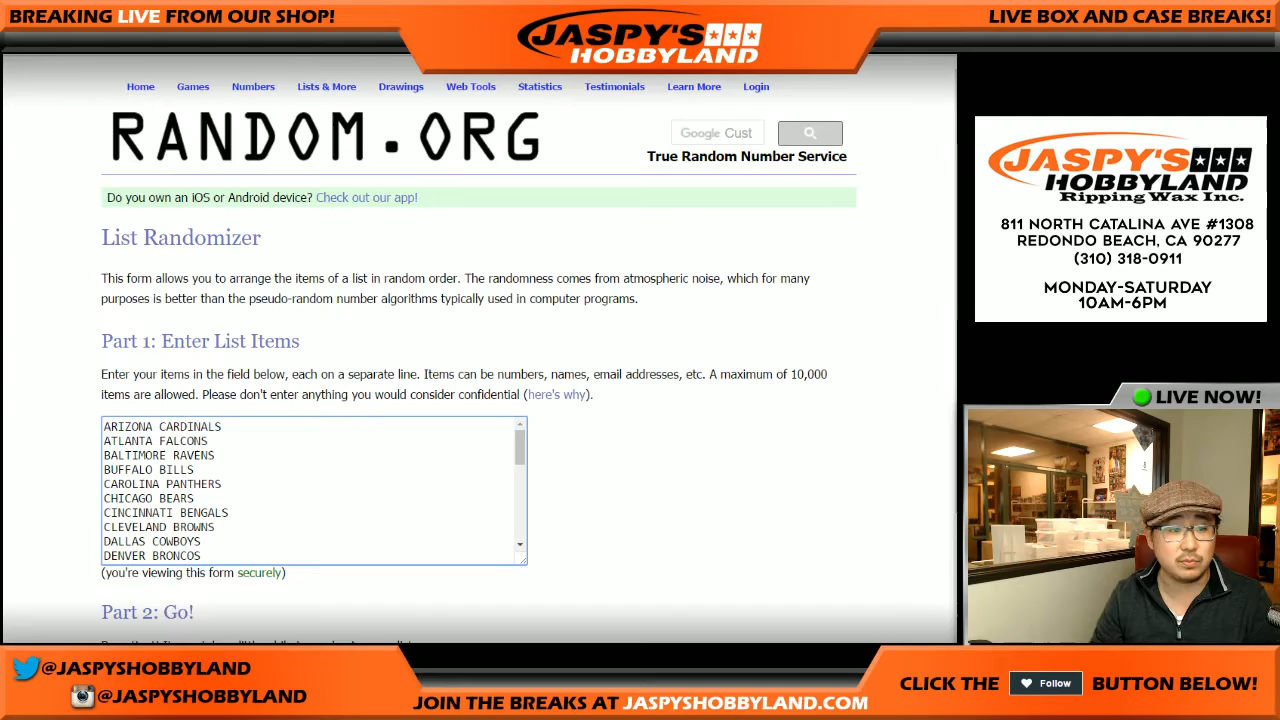 BREAKING LIVE FROM OUR SHOP!
JASPY'S
HOBBYLAND
LIVE BOX AND CASE BREAKS!
Home Games Numbers Lists & More Drawings Web Tools Statistics Testimonials Learn More Login
RANDOM.ORG
Google Cust
True Random Number Service
Do you own an iOS or Android device? Check out our app!
List Randomizer
This form allows you to arrange the items of a list in random order. The randomness comes from atmospheric noise, which for many
purposes is better than the pseudo-random number algorithms typically used in computer programs.
Part 1: Enter List Items
Enter your items in the field below, each on a separate line. Items can be numbers, names, email addresses, etc. A maximum of 10,000
items are allowed. Please don't enter anything you would consider confidential (here's why).
ARIZONA CARDINALS
ATLANTA FALCONS
BALTIMORE RAVENS
BUFFALO BILLS
CAROLINA PANTHERS
CHICAGO BEARS
CINCINNATI BENGALS
CLEVELAND BROWNS
DALLAS COWBOYS
DENVER BRONCOS
(you're viewing this form securely)
Part 2: Go!
JASPY'S
HOBBYLAND
Ripping Wax Inc.
811 NORTH CATALINA AVE #1308
REDONDO BEACH, CA 90277
(310) 318-0911
MONDAY-SATURDAY
10AM-6PM
LIVE NOW!
@JASPYSHOBBYLAND
@JASPYSHOBBYLAND
JOIN THE BREAKS AT JASPYSHOBBYLAND.COM
CLICK THE Follow BUTTON BELOW!